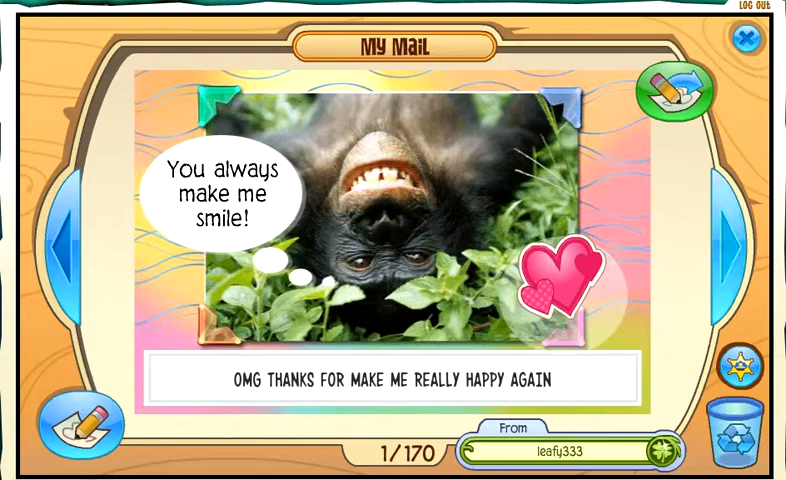 LOG OUT
My Mail
You always
make me
smile!
OMG THANKS FOR MAKE ME REALLY HAPPY AGAIN
1/170
From
leafy333